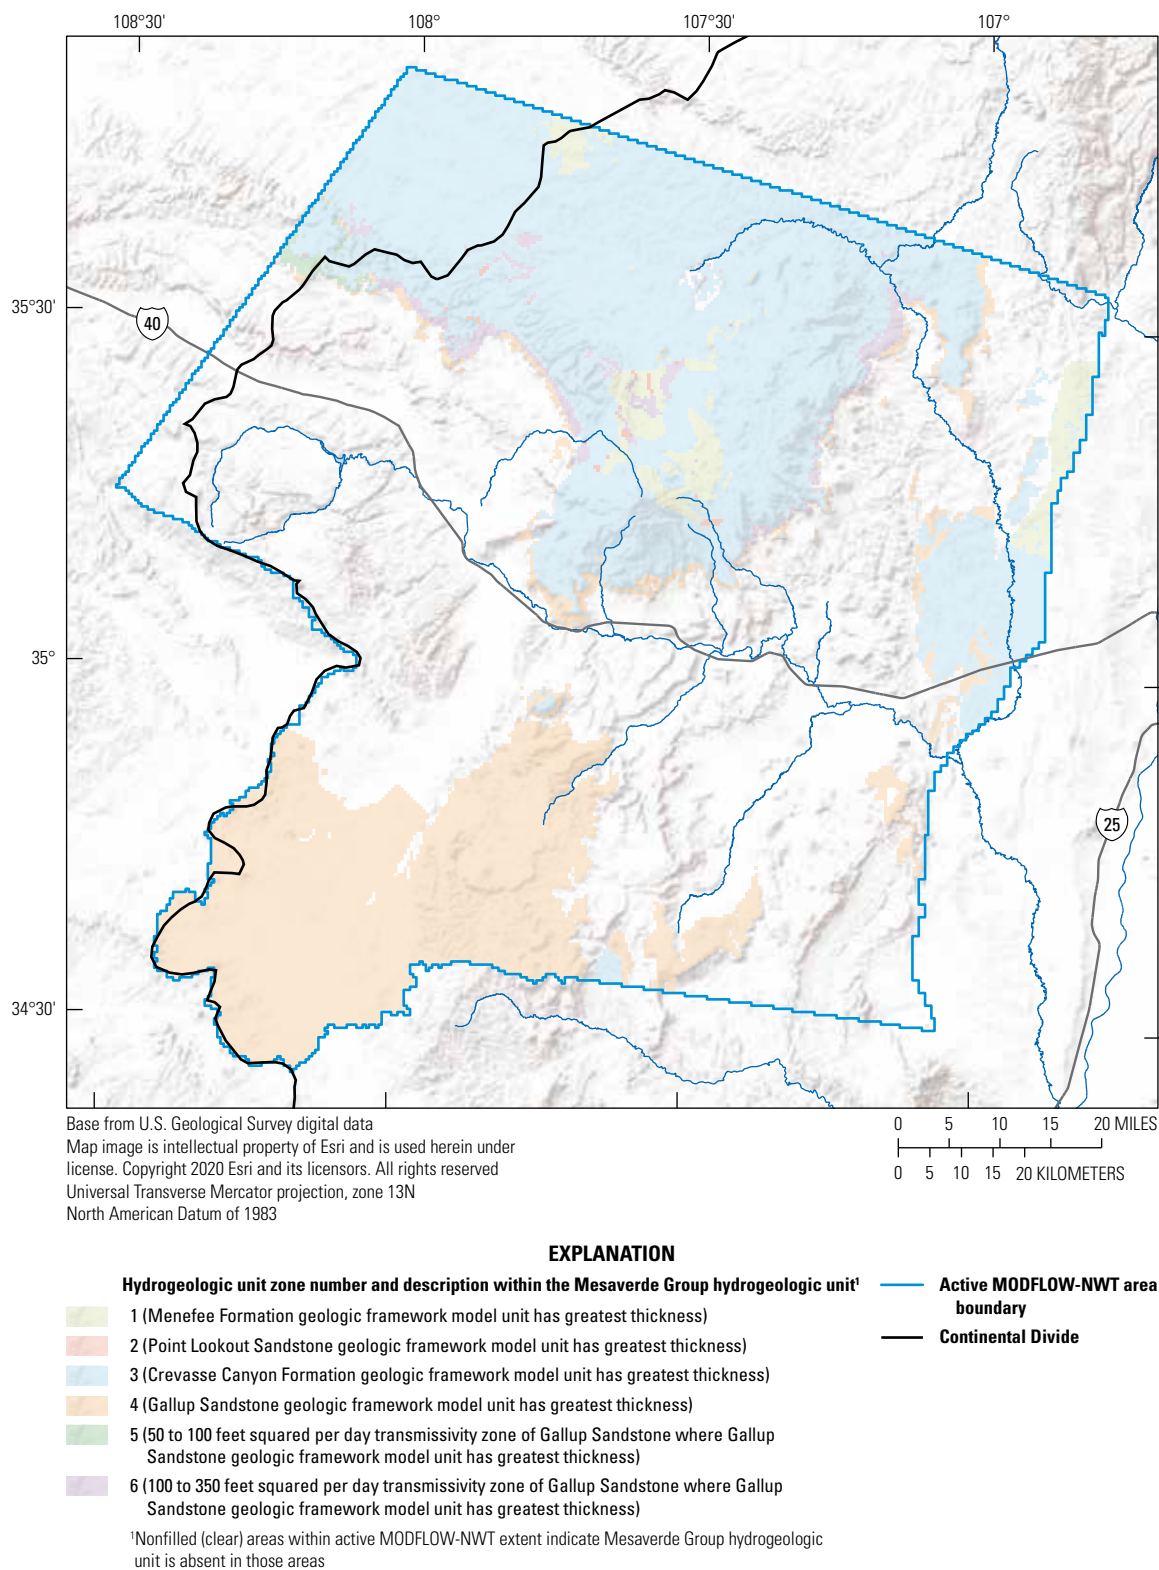 108°30'
108°
107°30'
107°
35°30'
40
35°
25
34°30'
Base from U.S. Geological Survey digital data
Map image is intellectual property of Esri and is used herein under
license. Copyright 2020 Esri and its licensors. All rights reserved
Universal Transverse Mercator projection, zone 13N
North American Datum of 1983
0 5 10 15 20 MILES
0 5 10 15 20 KILOMETERS
EXPLANATION
Hydrogeologic unit zone number and description within the Mesaverde Group hydrogeologic unit¹
1 (Menefee Formation geologic framework model unit has greatest thickness)
2 (Point Lookout Sandstone geologic framework model unit has greatest thickness)
3 (Crevasse Canyon Formation geologic framework model unit has greatest thickness)
4 (Gallup Sandstone geologic framework model unit has greatest thickness)
5 (50 to 100 feet squared per day transmissivity zone of Gallup Sandstone where Gallup
Sandstone geologic framework model unit has greatest thickness)
6 (100 to 350 feet squared per day transmissivity zone of Gallup Sandstone where Gallup
Sandstone geologic framework model unit has greatest thickness)
¹Nonfilled (clear) areas within active MODFLOW-NWT extent indicate Mesaverde Group hydrogeologic
unit is absent in those areas
Active MODFLOW-NWT area
boundary
Continental Divide